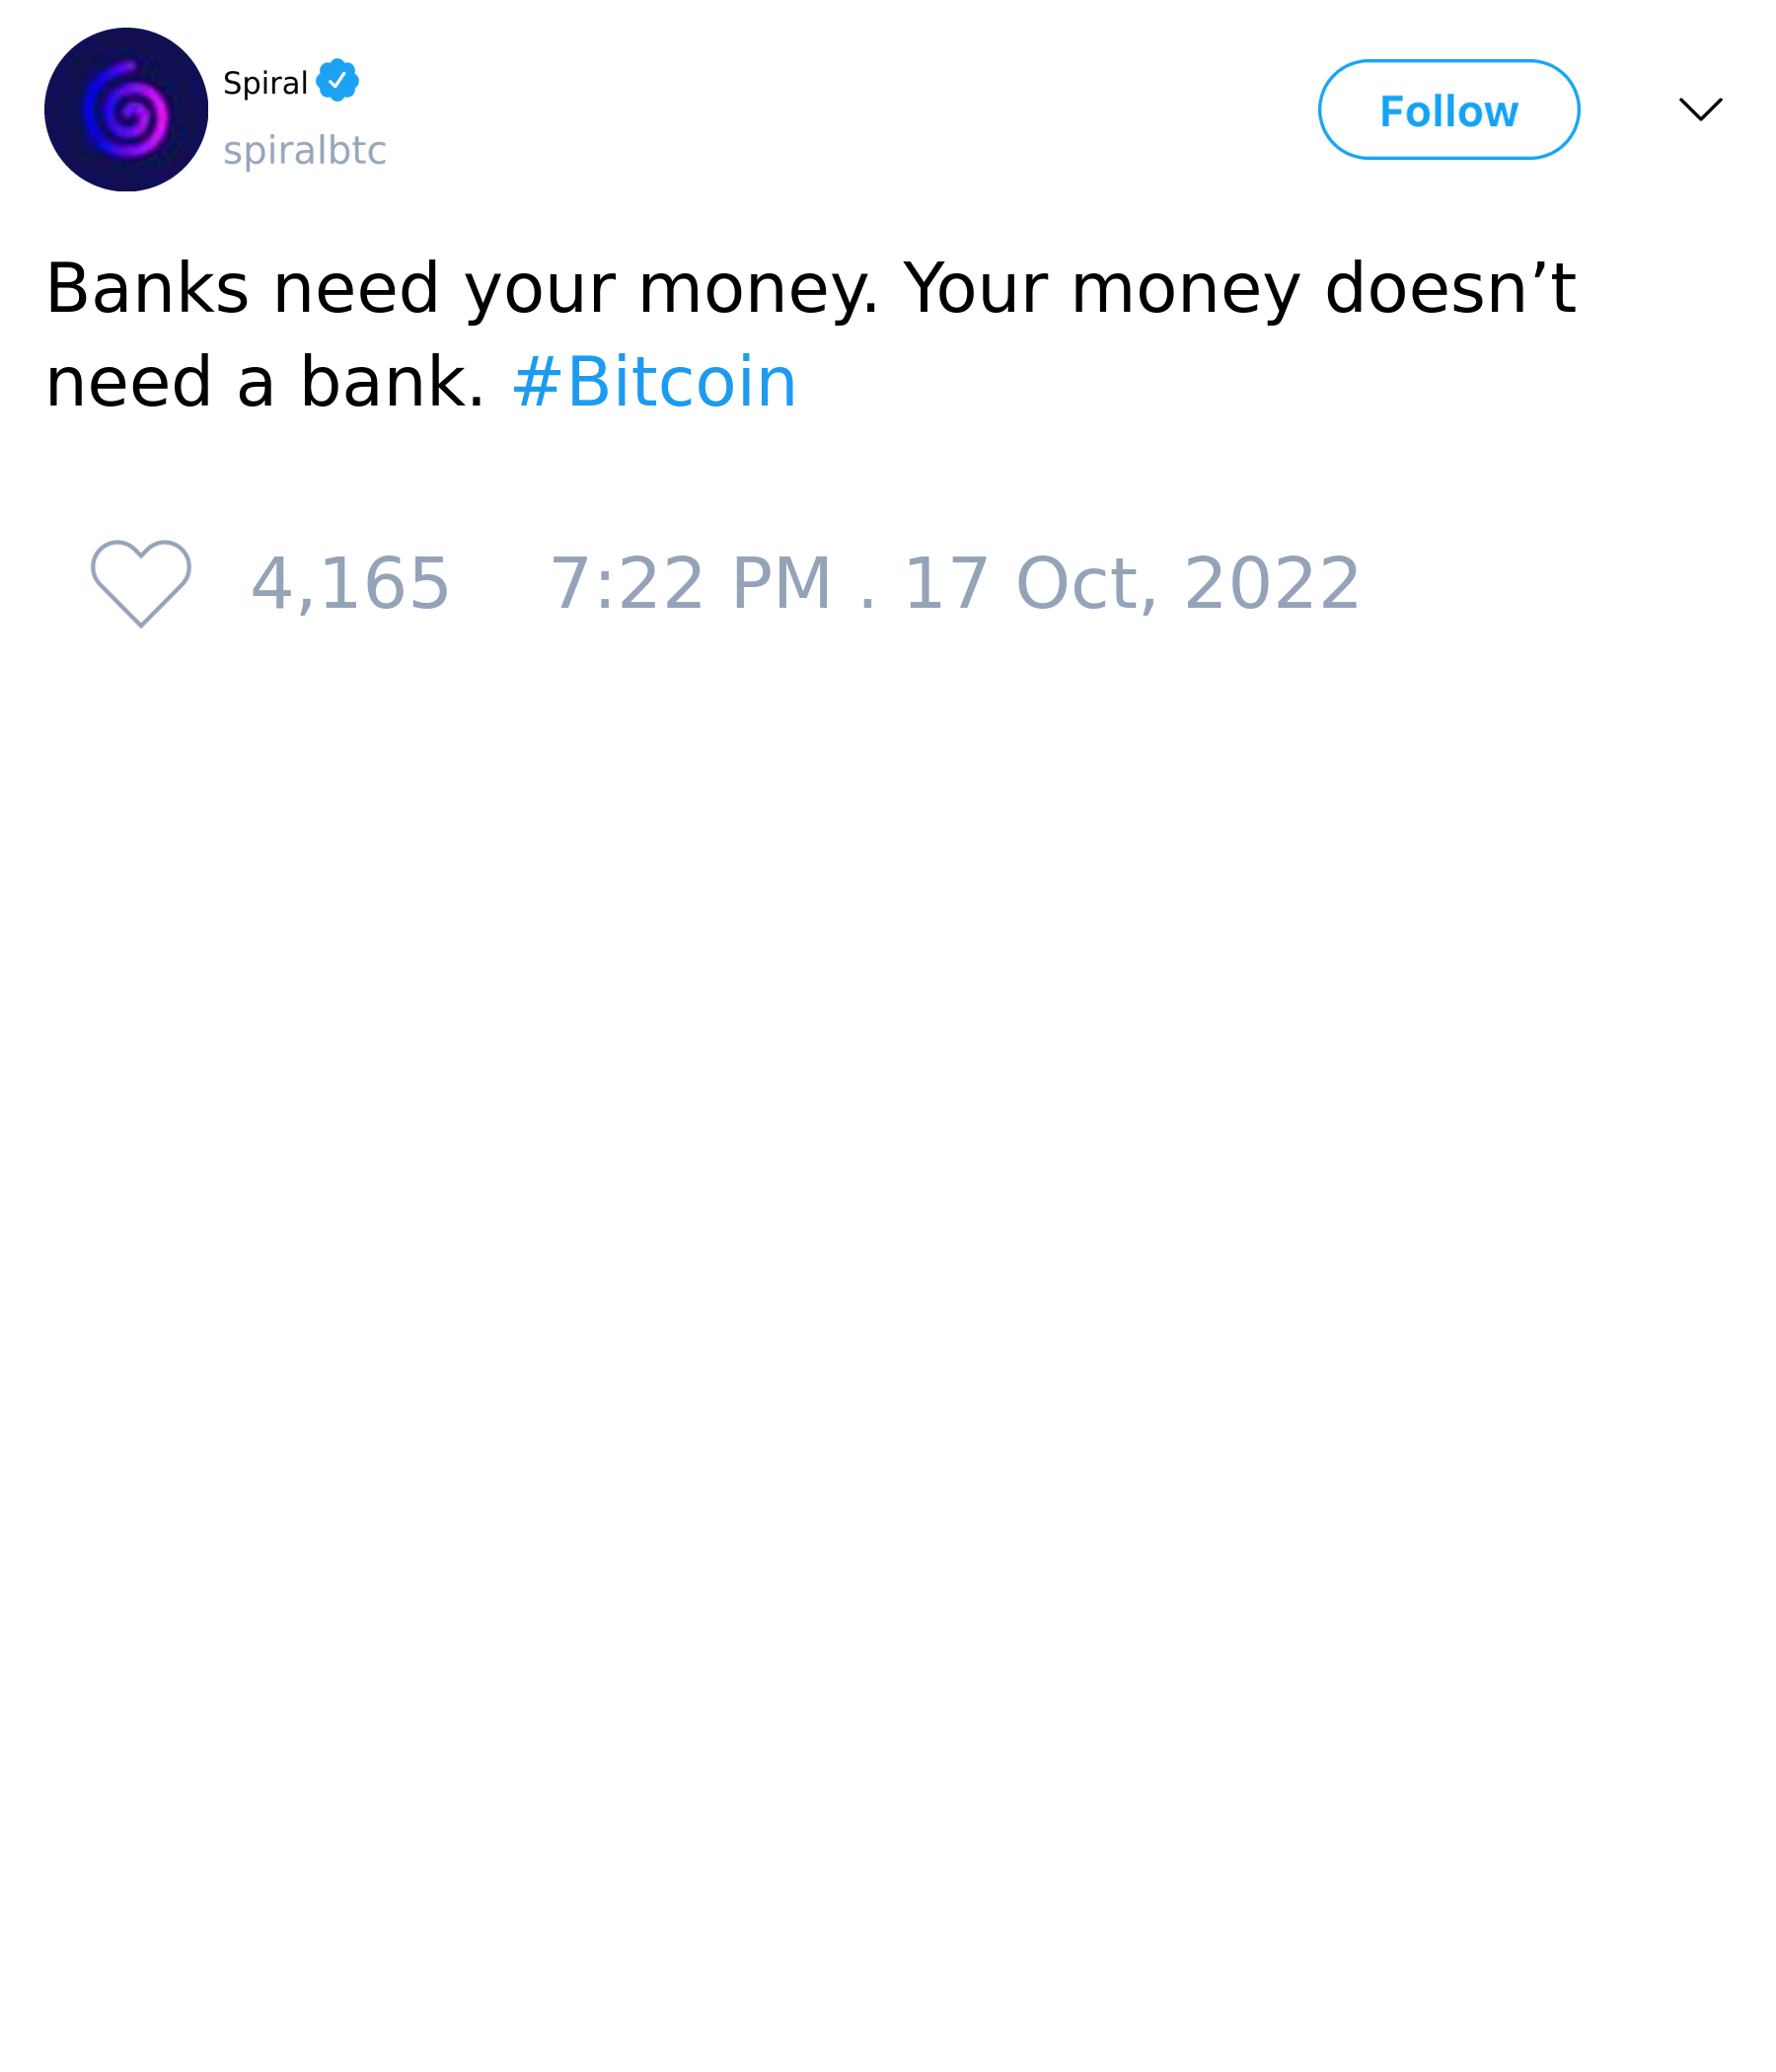 Spiral
spiralbtc
Follow
Banks need your money. Your money doesn’t
need a bank. #Bitcoin
4,165 7:22 PM . 17 Oct, 2022